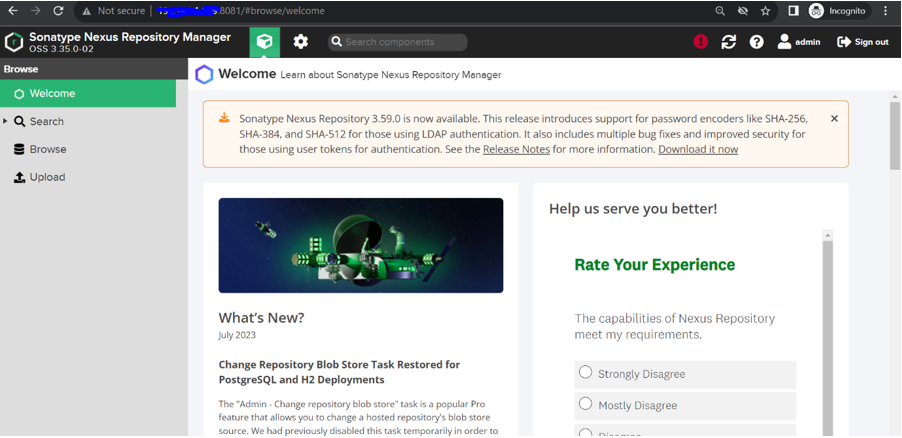 Not secure
8081/#browse/welcome
Incognito
Sonatype Nexus Repository Manager
OSS 3.35.0-02
Search components
admin
Sign out
Browse
Welcome
Search
Browse
Upload
Welcome Learn about Sonatype Nexus Repository Manager
Sonatype Nexus Repository 3.59.0 is now available. This release introduces support for password encoders like SHA-256,
SHA-384, and SHA-512 for those using LDAP authentication. It also includes multiple bug fixes and improved security for
those using user tokens for authentication. See the Release Notes for more information. Download it now
What's New?
July 2023
Change Repository Blob Store Task Restored for
PostgreSQL and H2 Deployments
The "Admin - Change repository blob store" task is a popular Pro
feature that allows you to change a hosted repository's blob store
source. We had previously disabled this task temporarily in order to
Help us serve you better!
Rate Your Experience
The capabilities of Nexus Repository
meet my requirements.
Strongly Disagree
Mostly Disagree
Disagree